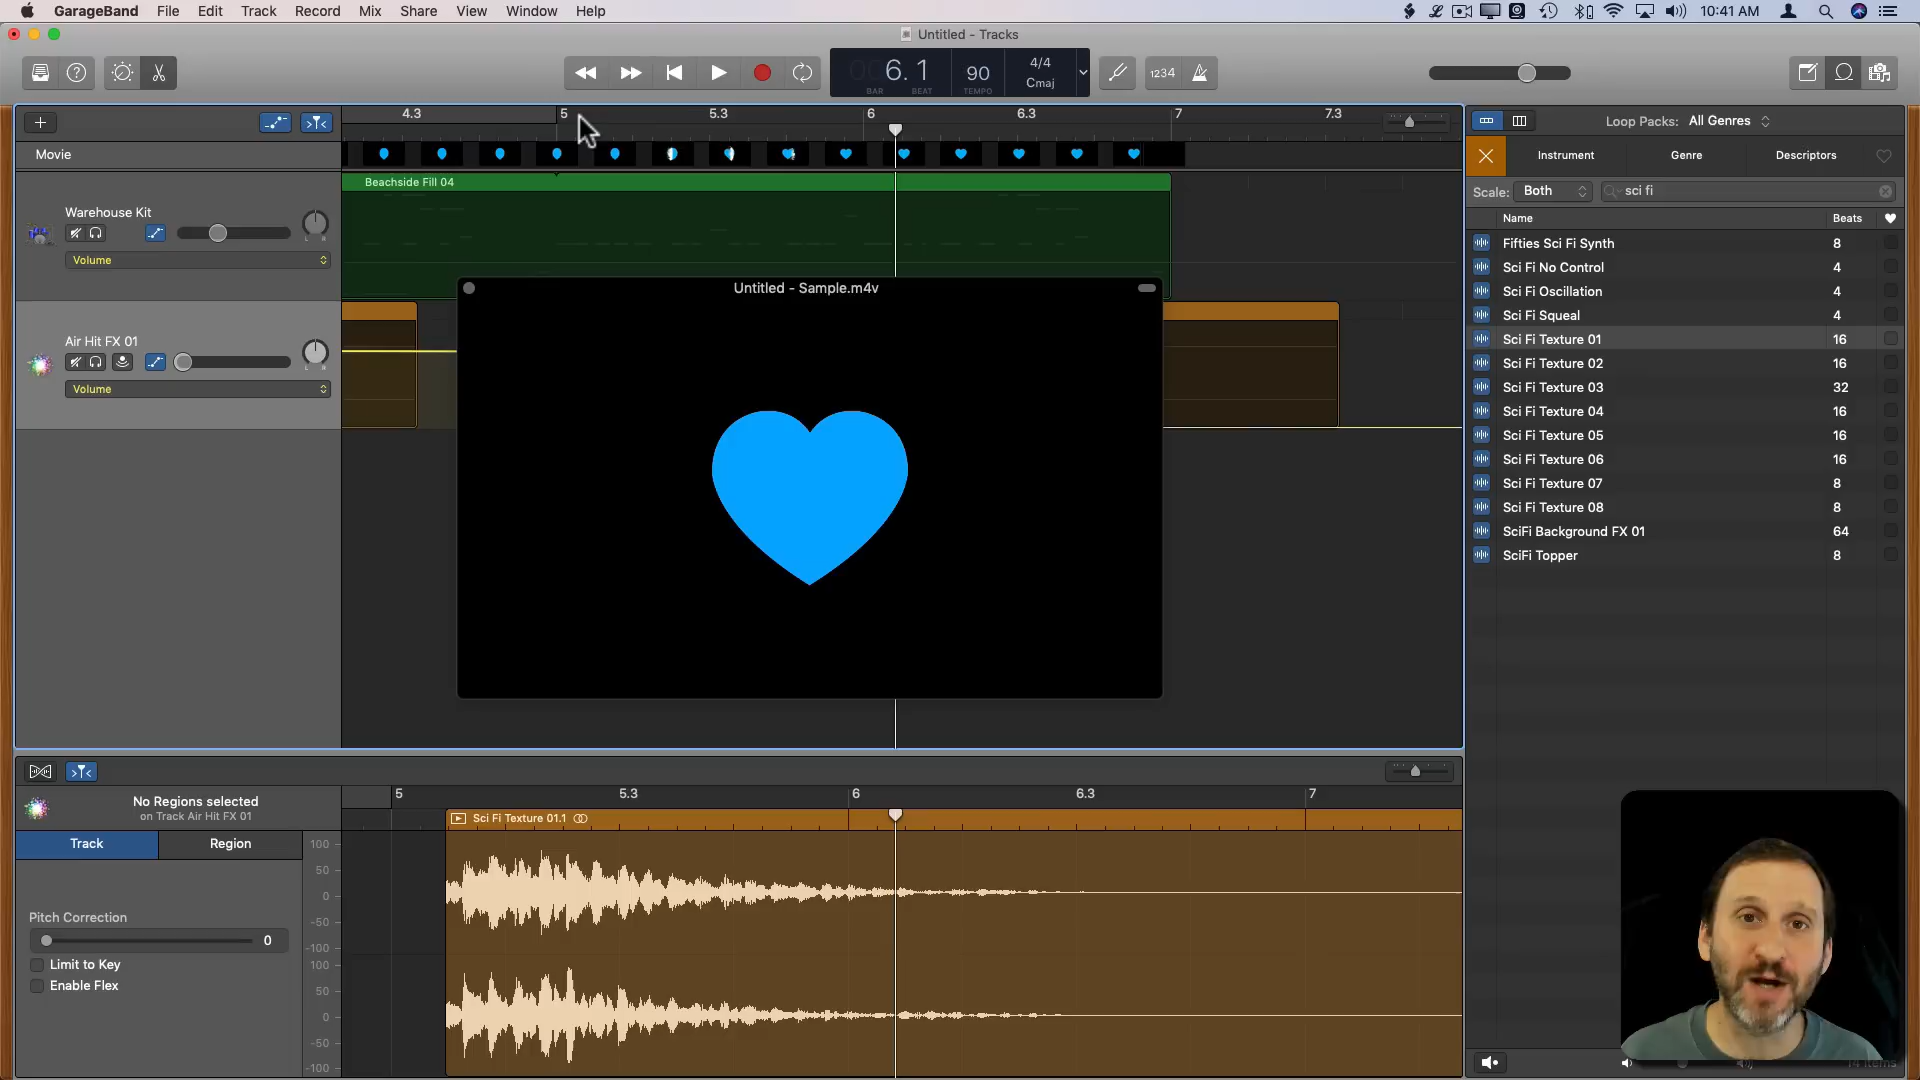 GarageBand File Edit Track Record Mix Share View Window Help 10:41 AM
Untitled - Tracks
6. 1 90 4/4 1234
BAR BEAT TEMPO Cmaj
4.3 5 5.3 6 6.3 7 7.3
Movie
Beachside Fill 04
Warehouse Kit
L R
Volume
Air Hit FX 01
L R
Volume
Untitled - Sample.m4v
Loop Packs: All Genres
Instrument Genre Descriptors
Scale: Both sci fi
Name Beats
Fifties Sci Fi Synth 8
Sci Fi No Control 4
Sci Fi Oscillation 4
Sci Fi Squeal 4
Sci Fi Texture 01 16
Sci Fi Texture 02 16
Sci Fi Texture 03 32
Sci Fi Texture 04 16
Sci Fi Texture 05 16
Sci Fi Texture 06 16
Sci Fi Texture 07 8
Sci Fi Texture 08 8
SciFi Background FX 01 64
SciFi Topper 8
5 5.3 6 6.3 7
No Regions selected
on Track Air Hit FX 01
Track Region
Pitch Correction
0
Limit to Key
Enable Flex
Sci Fi Texture 01.1
100
50
0
-50
-100
100
50
0
-50
-100
14 items